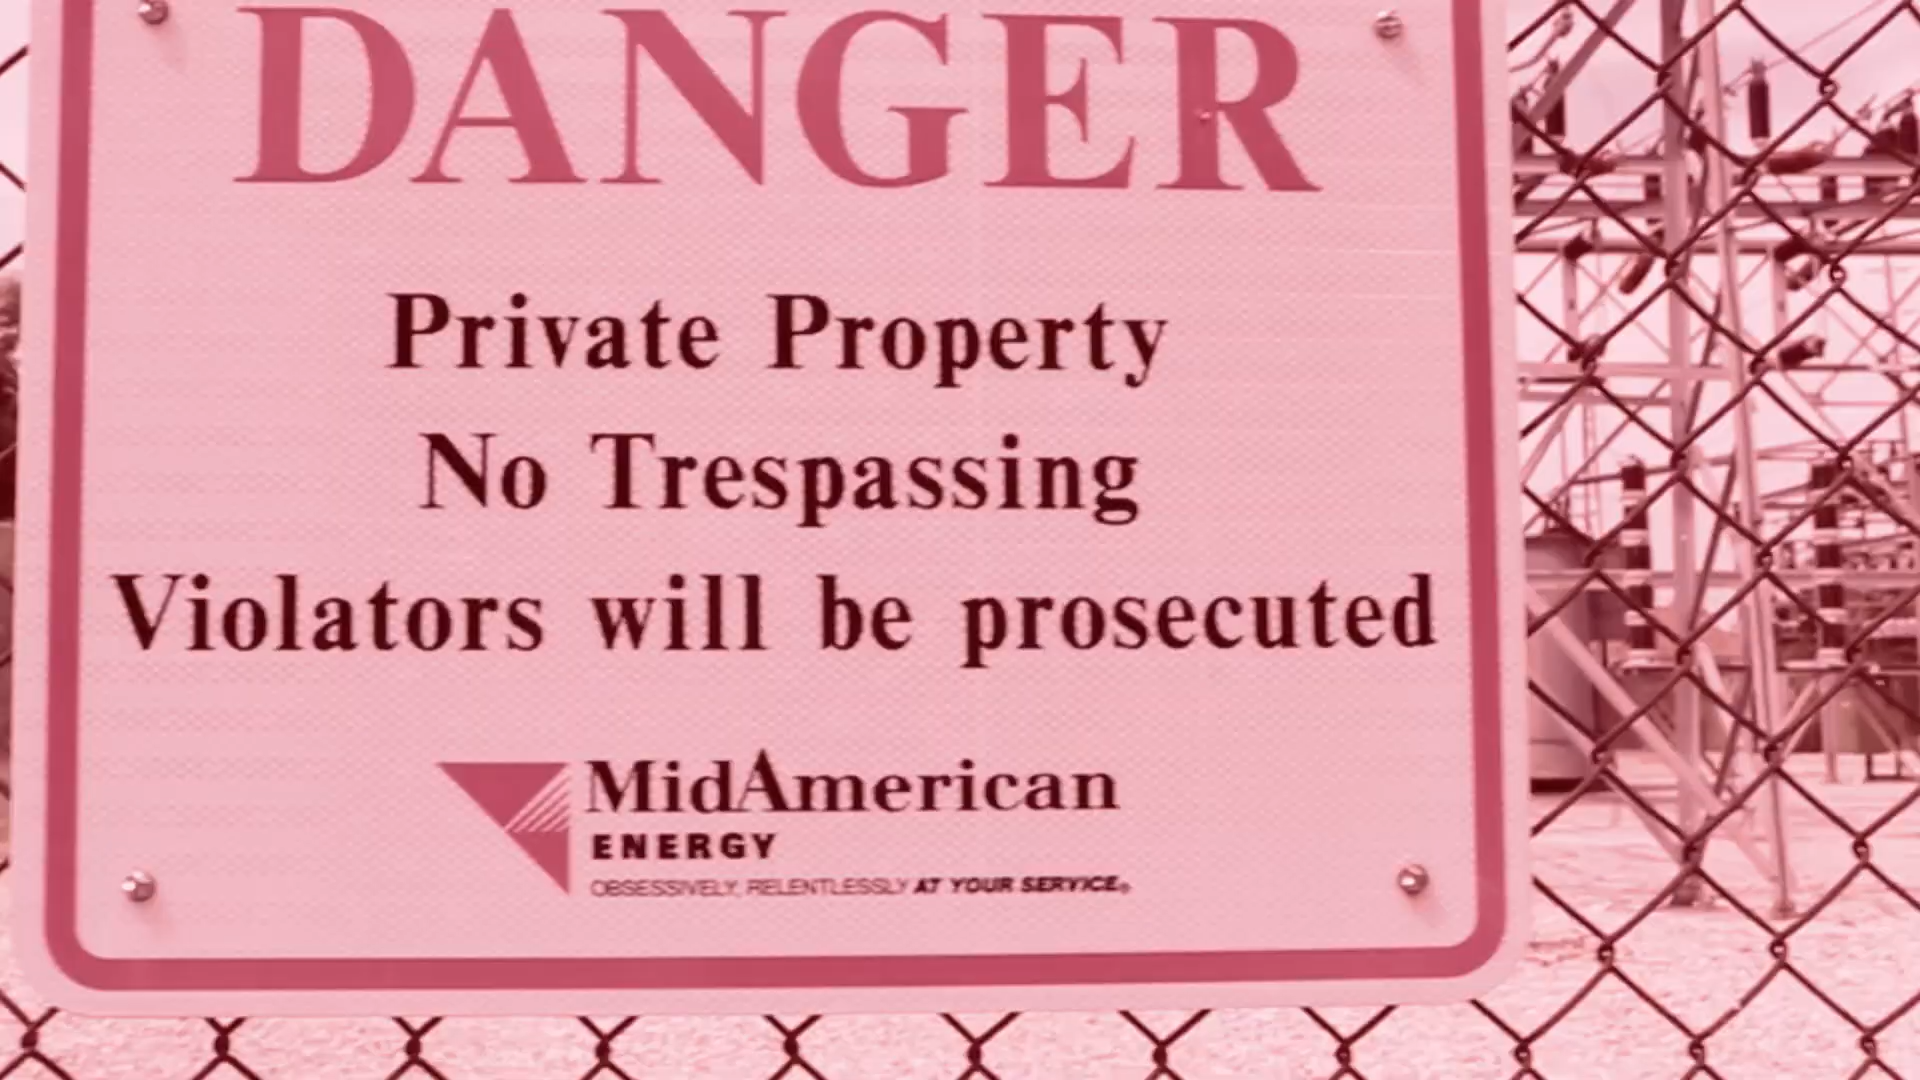 DANGER
Private Property
No Trespassing
Violators will be prosecuted
MidAmerican
ENERGY
OBSESSIVELY, RELENTLESSLY AT YOUR SERVICE®